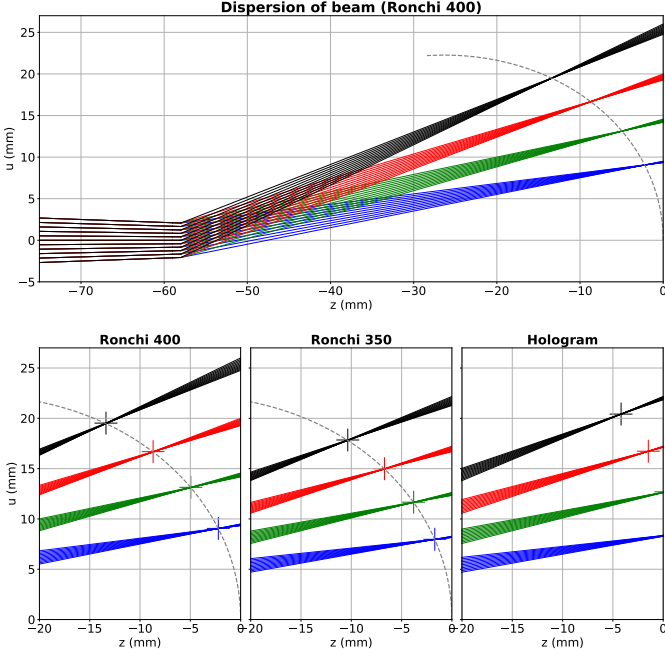 Dispersion of beam (Ronchi 400)
25
20
15
10
5
0
−5
u (mm)
−70 −60 −50 −40 −30 −20 −10 0
z (mm)
Ronchi 400 Ronchi 350 Hologram
25
20
15
10
5
0
u (mm)
−20 −15 −10 −5 0 −20 −15 −10 −5 0 −20 −15 −10 −5 0
z (mm) z (mm) z (mm)